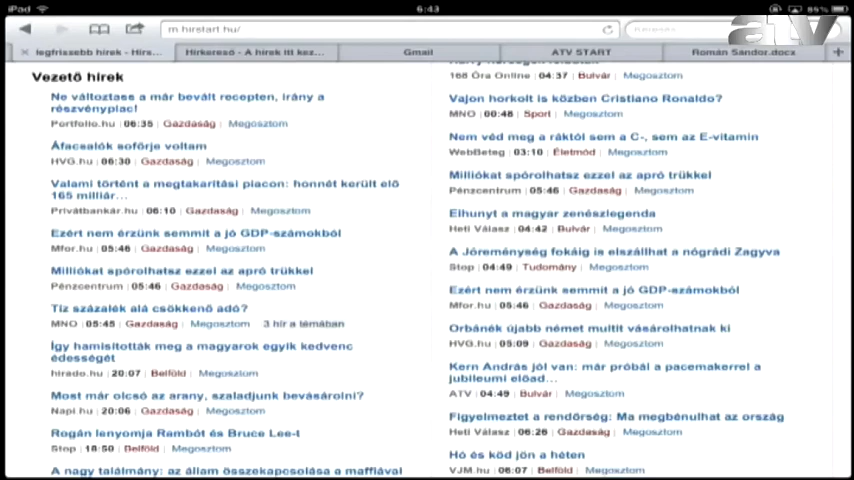 iPad
6:43
89%
m.hirstart.hu/
Keresés
atv
legfrissebb hírek - Hírs...
Hírkereső - A hírek itt kez...
Gmail
ATV START
Román Sándor.docx
Vezető hírek
Ne változtass a már bevált recepten, irány a
részvénypiac!
Portfolio.hu | 06:35 | Gazdaság | Megosztom
Áfacsalók sofőrje voltam
HVG.hu | 06:30 | Gazdaság | Megosztom
Valami történt a megtakarítási piacon: honnét került elő
165 milliár...
Privátbankár.hu | 06:10 | Gazdaság | Megosztom
Ezért nem érzünk semmit a jó GDP-számokból
Mfor.hu | 05:46 | Gazdaság | Megosztom
Milliókat spórolhatsz ezzel az apró trükkel
Pénzcentrum | 05:46 | Gazdaság | Megosztom
Tíz százalék alá csökkenő adó?
MNO | 05:45 | Gazdaság | Megosztom 3 hír a témában
Így hamisították meg a magyarok egyik kedvenc
édességét
hirado.hu | 20:07 | Belföld | Megosztom
Most már olcsó az arany, szaladjunk bevásárolni?
Napi.hu | 20:06 | Gazdaság | Megosztom
Rogán lenyomja Rambót és Bruce Lee-t
Stop | 18:50 | Belföld | Megosztom
A nagy találmány: az állam összekapcsolása a maffiával
168 Óra Online | 04:37 | Bulvár | Megosztom
Vajon horkolt is közben Cristiano Ronaldo?
MNO | 00:48 | Sport | Megosztom
Nem véd meg a ráktól sem a C-, sem az E-vitamin
WebBeteg | 03:10 | Életmód | Megosztom
Milliókat spórolhatsz ezzel az apró trükkel
Pénzcentrum | 05:46 | Gazdaság | Megosztom
Elhunyt a magyar zenészlegenda
Heti Válasz | 04:42 | Bulvár | Megosztom
A Jóreménység fokáig is elszállhat a nógrádi Zagyva
Stop | 04:49 | Tudomány | Megosztom
Ezért nem érzünk semmit a jó GDP-számokból
Mfor.hu | 05:46 | Gazdaság | Megosztom
Orbánék újabb német multit vásárolhatnak ki
HVG.hu | 05:09 | Gazdaság | Megosztom
Kern András jól van: már próbál a pacemakerrel a
jubileumi előad...
ATV | 04:49 | Bulvár | Megosztom
Figyelmeztet a rendőrség: Ma megbénulhat az ország
Heti Válasz | 06:26 | Gazdaság | Megosztom
Hó és köd jön a héten
VJM.hu | 06:07 | Belföld | Megosztom